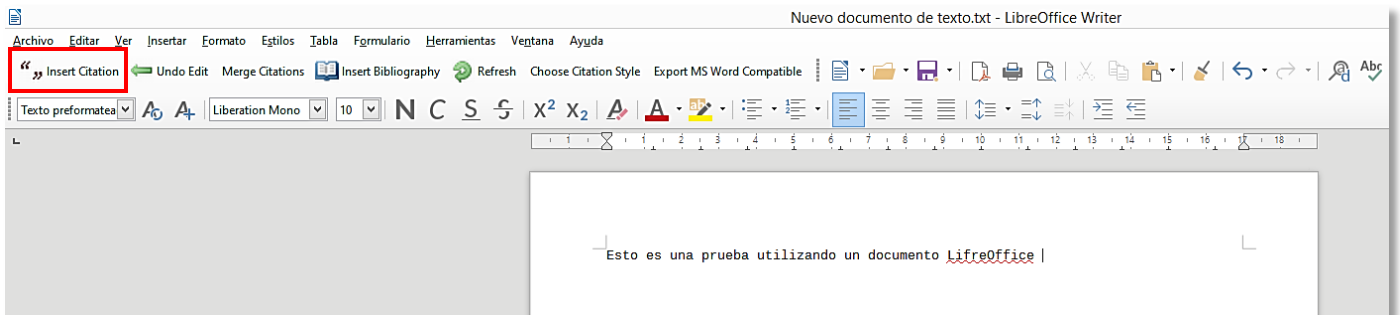 Nuevo documento de texto.txt - LibreOffice Writer
Archivo Editar Ver Insertar Formato Estilos Tabla Formulario Herramientas Ventana Ayuda
“ „ Insert Citation Undo Edit Merge Citations Insert Bibliography Refresh Choose Citation Style Export MS Word Compatible Abc
Texto preformatea Liberation Mono 10 N C S S X² X₂ A A
1 1 2 3 4 5 6 7 8 9 10 11 12 13 14 15 16 17 18
Esto es una prueba utilizando un documento LifreOffice